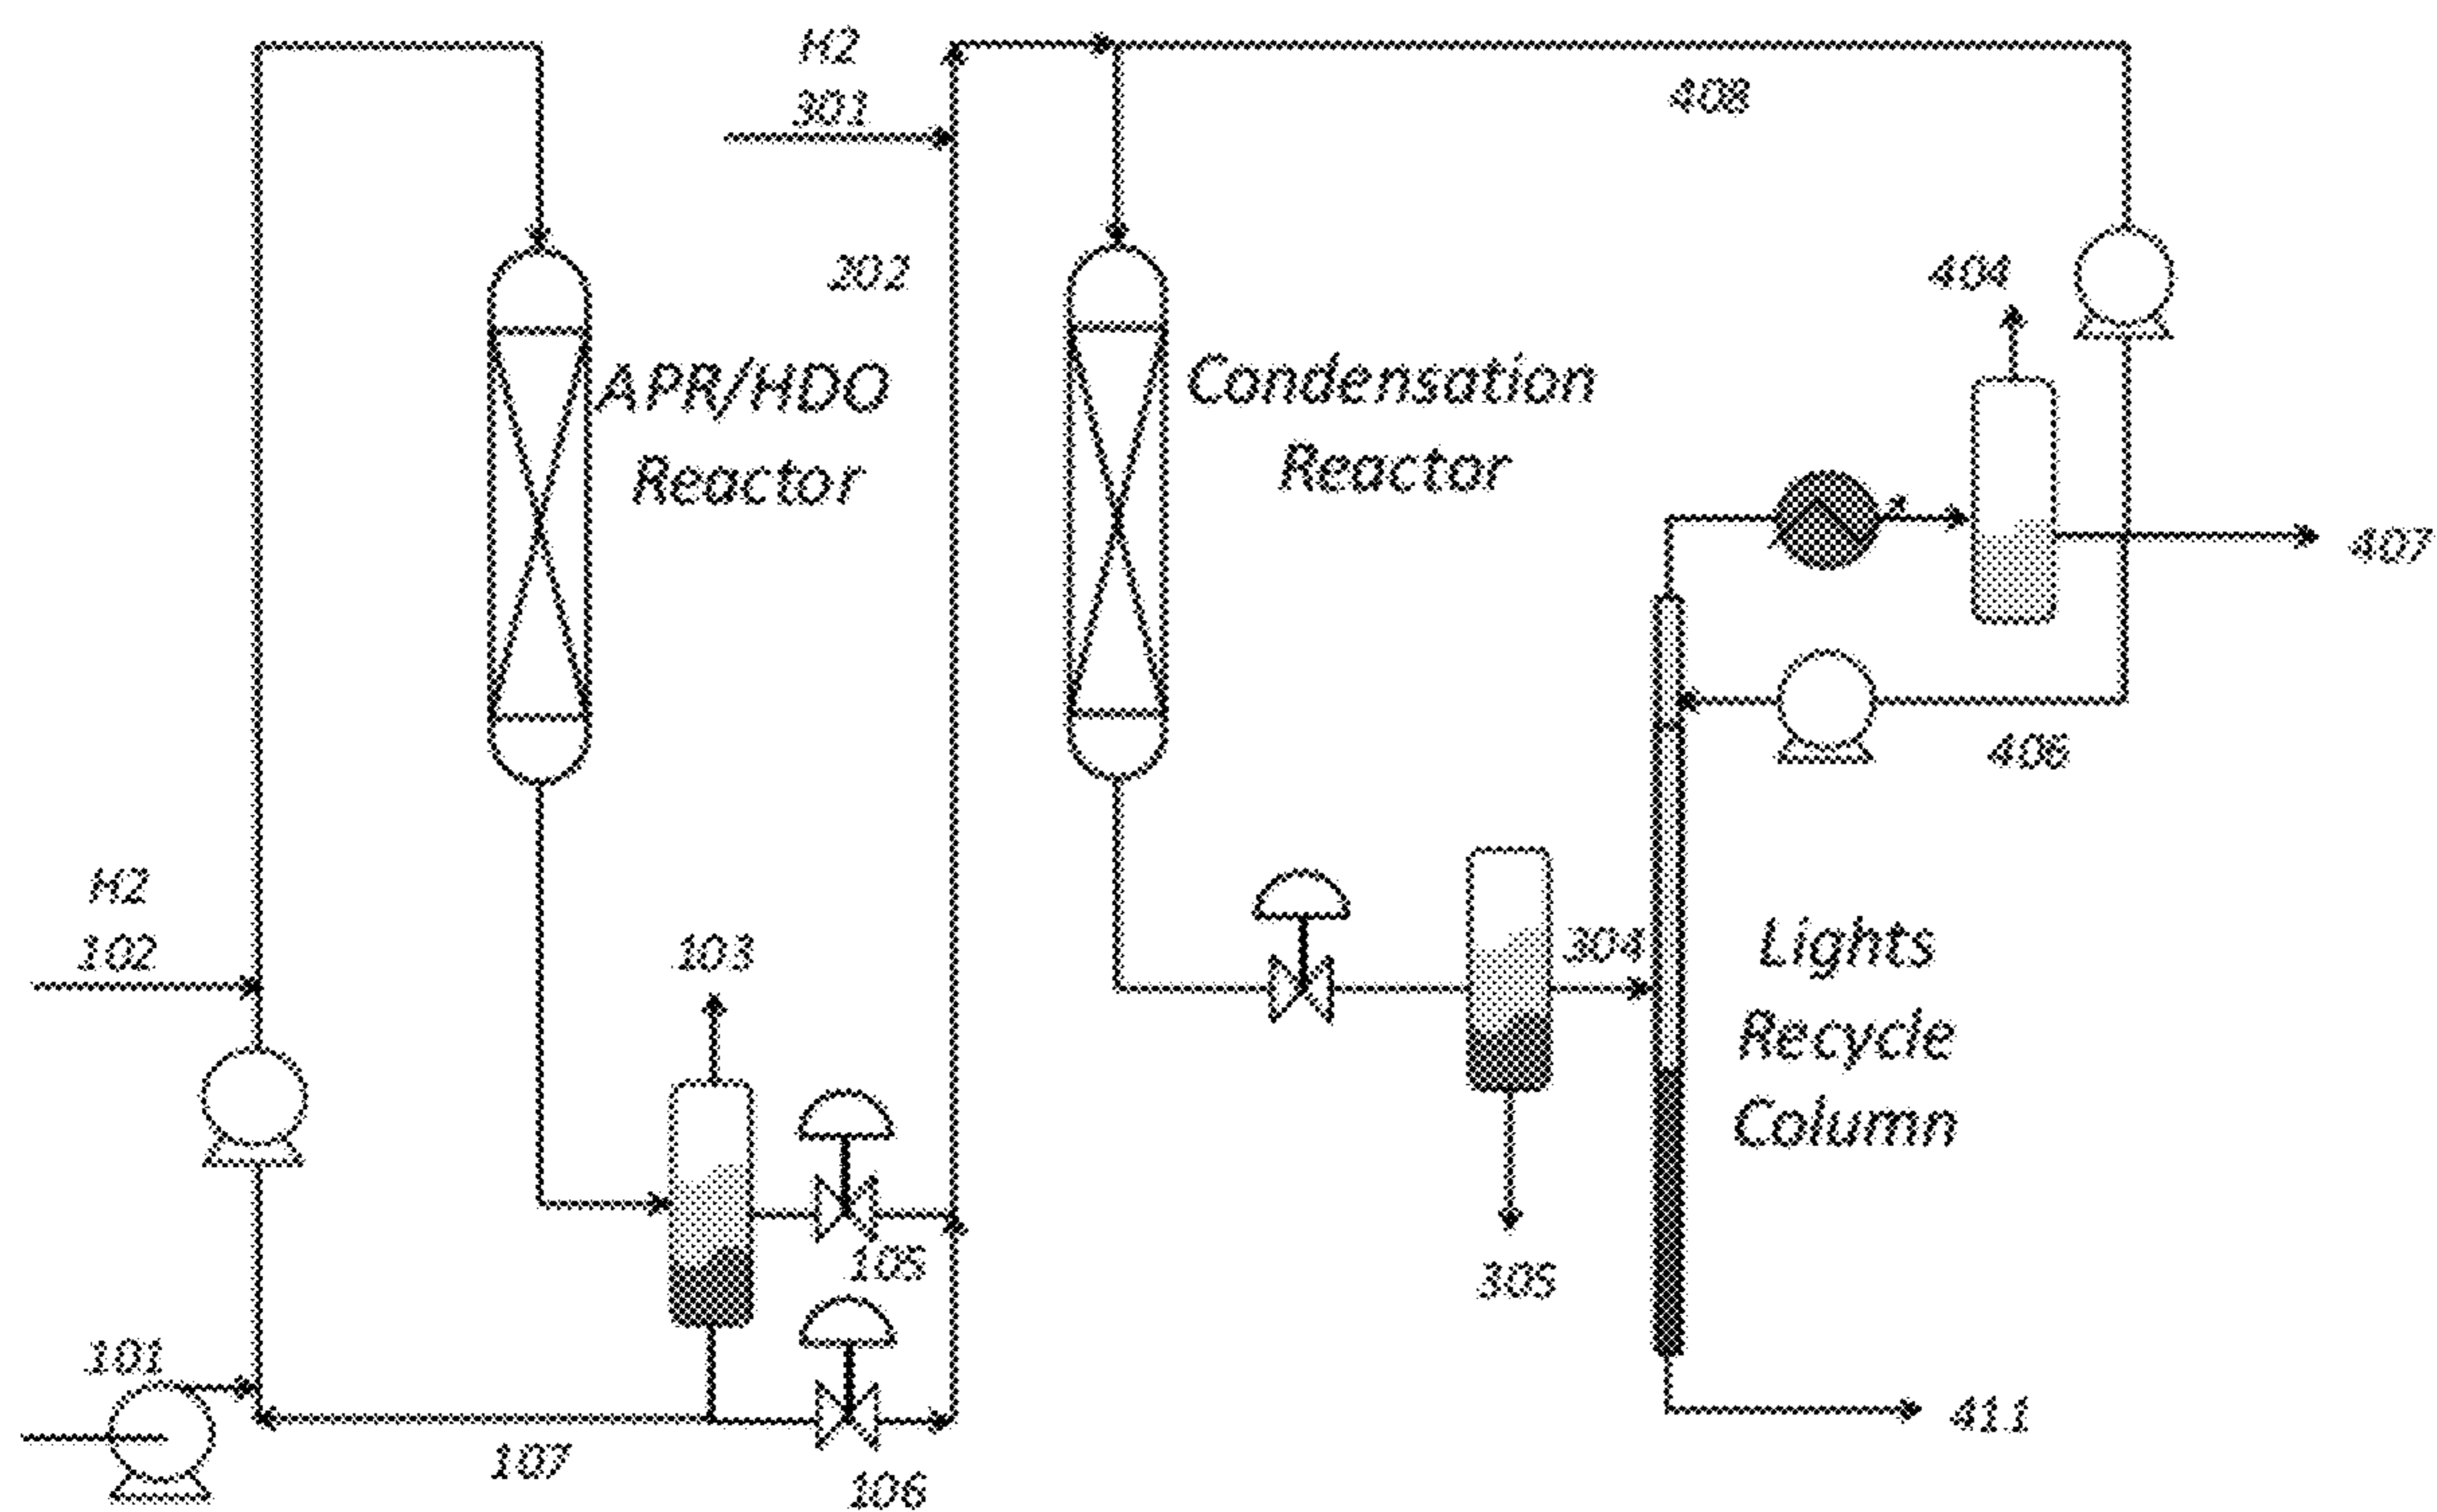 H2
301
408
202
404
APR/HDO
Reactor
Condensation
Reactor
407
406
H2
102
103
304
Lights
Recycle
Column
105
305
101
107
106
411